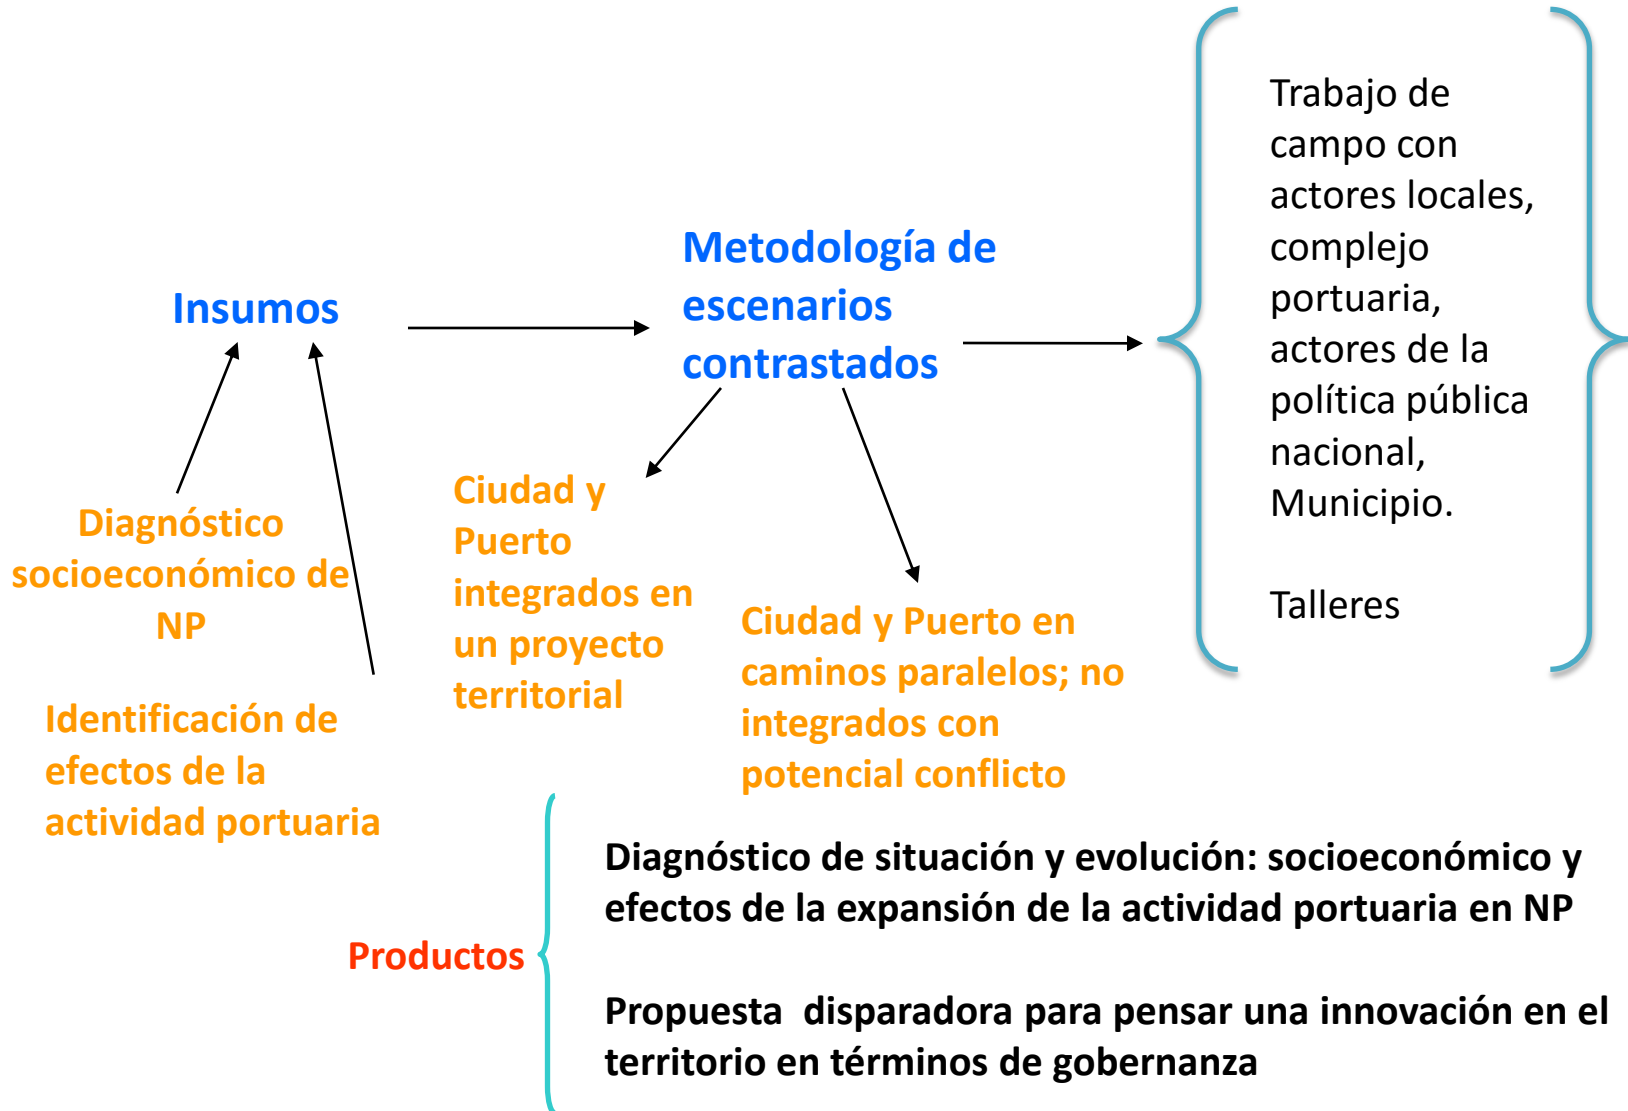 Insumos
Diagnóstico
socioeconómico de
NP
Identificación de
efectos de la
actividad portuaria
Metodología de
escenarios
contrastados
Ciudad y
Puerto
integrados en
un proyecto
territorial
Ciudad y Puerto en
caminos paralelos; no
integrados con
potencial conflicto
Trabajo de
campo con
actores locales,
complejo
portuaria,
actores de la
política pública
nacional,
Municipio.
Talleres
Productos
Diagnóstico de situación y evolución: socioeconómico y
efectos de la expansión de la actividad portuaria en NP
Propuesta  disparadora para pensar una innovación en el
territorio en términos de gobernanza